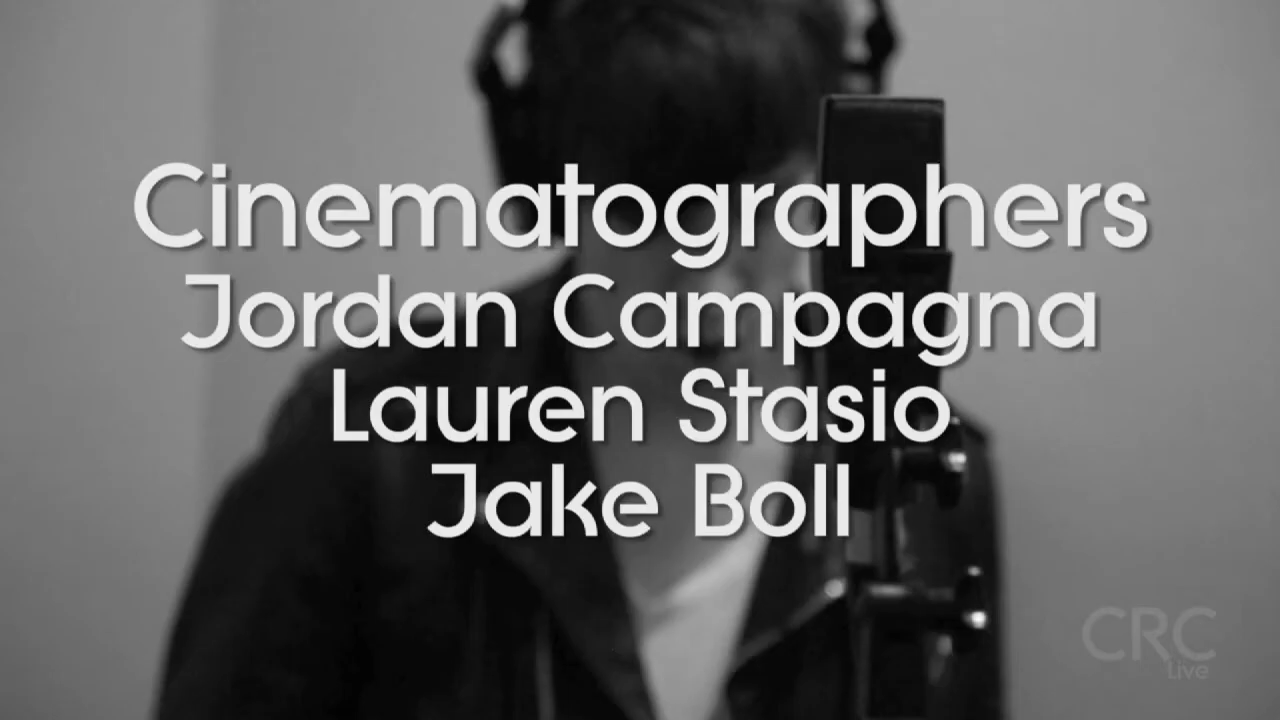 Cinematographers
Jordan Campagna
Lauren Stasio
Jake Boll
CRC
Live